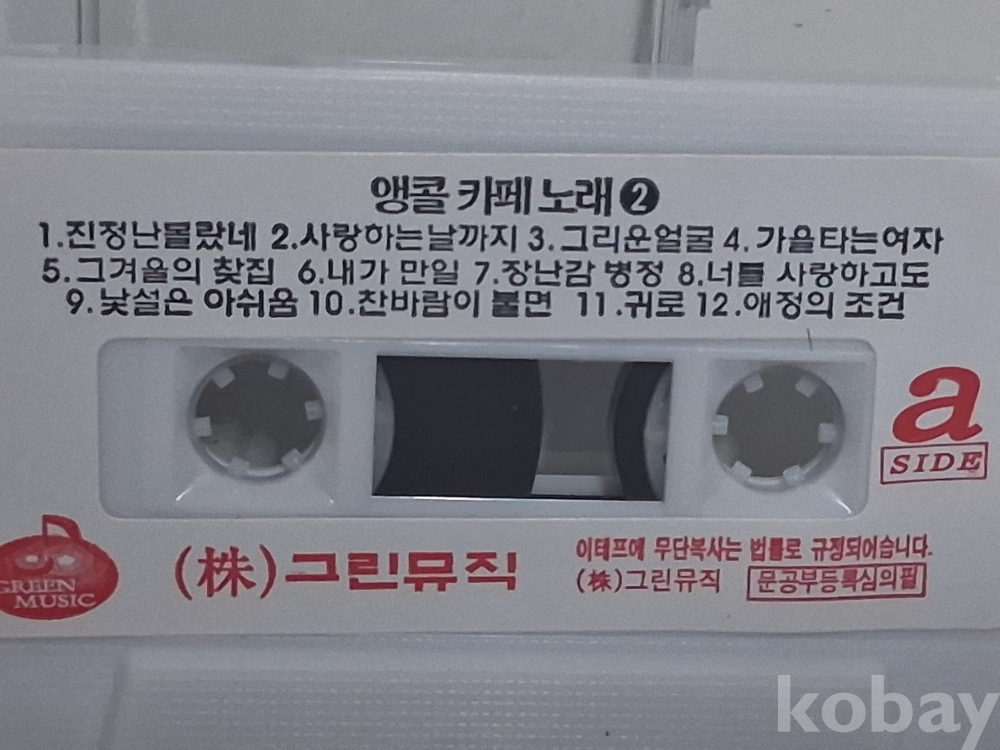 앵콜 카페 노래 ❷
1.진정난몰랐네 2.사랑하는날까지 3.그리운얼굴 4.가을타는여자
5.그겨울의 찾집 6.내가 만일 7.장난감 병정 8.너를 사랑하고도
9.낯설은 아쉬움 10.찬바람이 불면 11.귀로 12.애정의 조건
a
SIDE
GREEN
MUSIC
(株)그린뮤직
이테프에 무단복사는 법률로 규정되어습니다.
(株)그린뮤직 문공부등록심의필
kobay